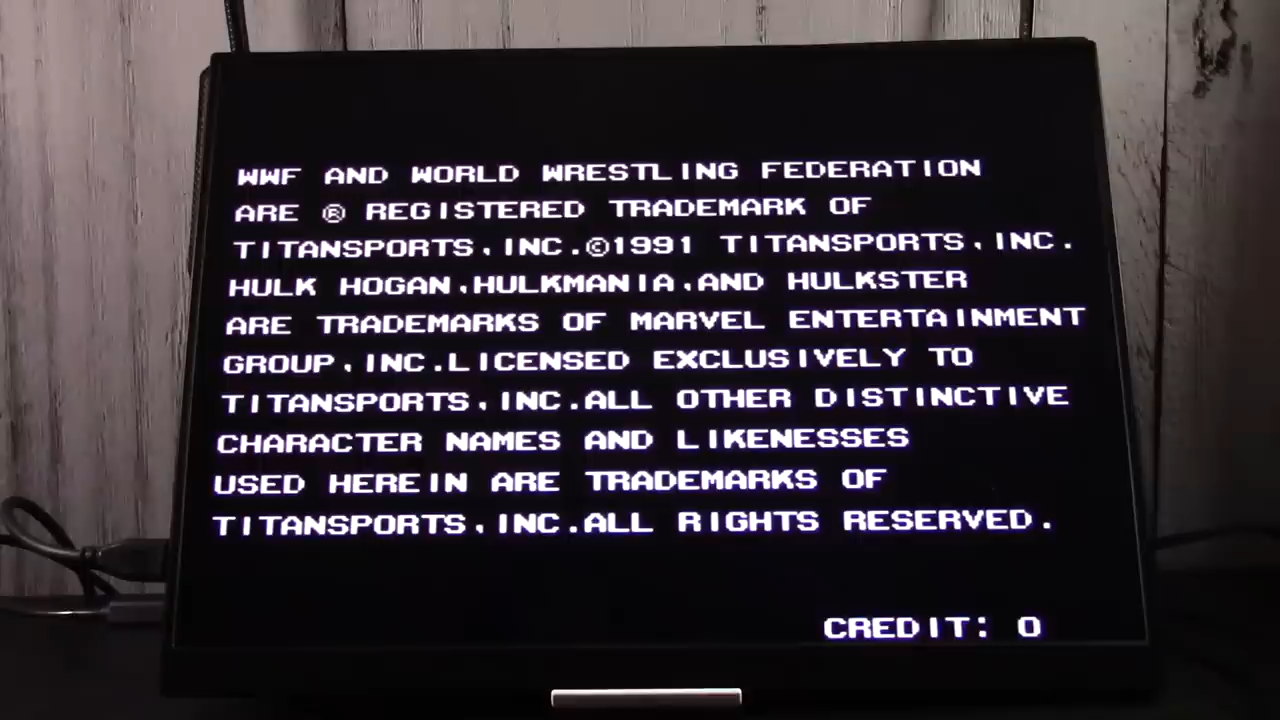 WWF AND WORLD WRESTLING FEDERATION
ARE ® REGISTERED TRADEMARK OF
TITANSPORTS,INC.©1991 TITANSPORTS,INC.
HULK HOGAN,HULKMANIA,AND HULKSTER
ARE TRADEMARKS OF MARVEL ENTERTAINMENT
GROUP,INC.LICENSED EXCLUSIVELY TO
TITANSPORTS,INC.ALL OTHER DISTINCTIVE
CHARACTER NAMES AND LIKENESSES
USED HEREIN ARE TRADEMARKS OF
TITANSPORTS,INC.ALL RIGHTS RESERVED.
CREDIT: 0